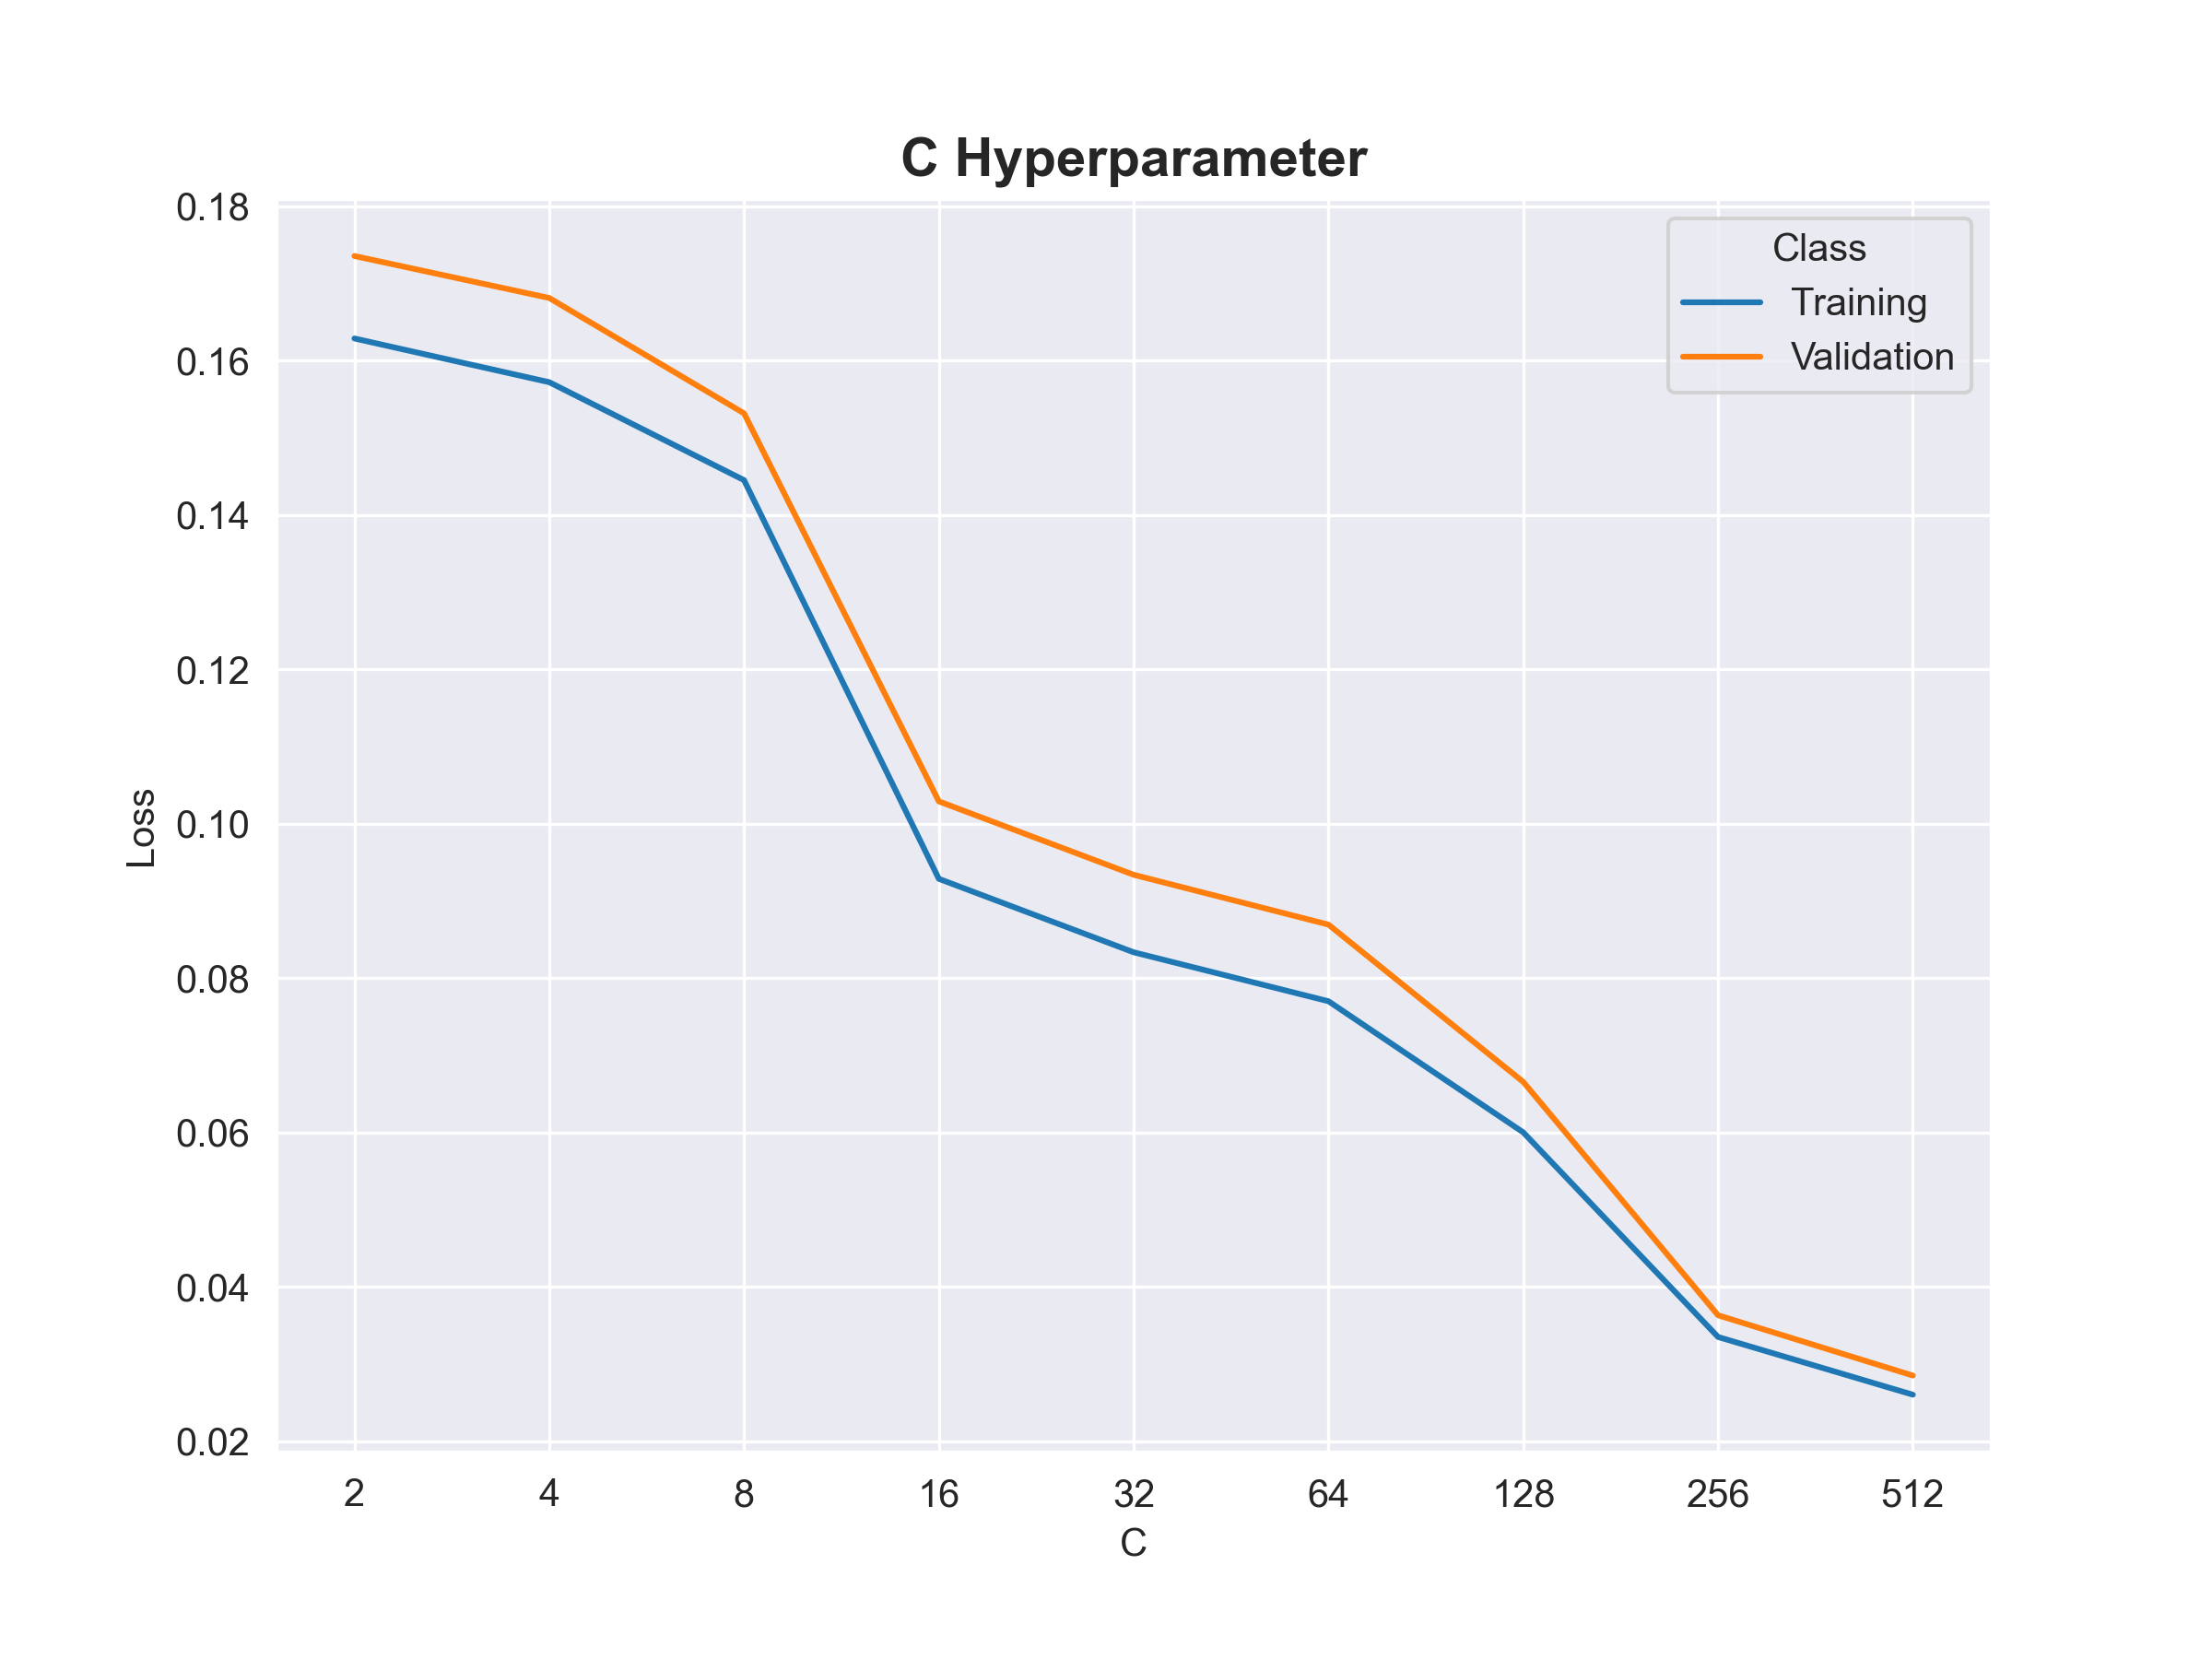 C Hyperparameter
0.18
0.16
0.14
0.12
0.10
0.08
0.06
0.04
0.02
Loss
Class
Training
Validation
2 4 8 16 32 64 128 256 512
C